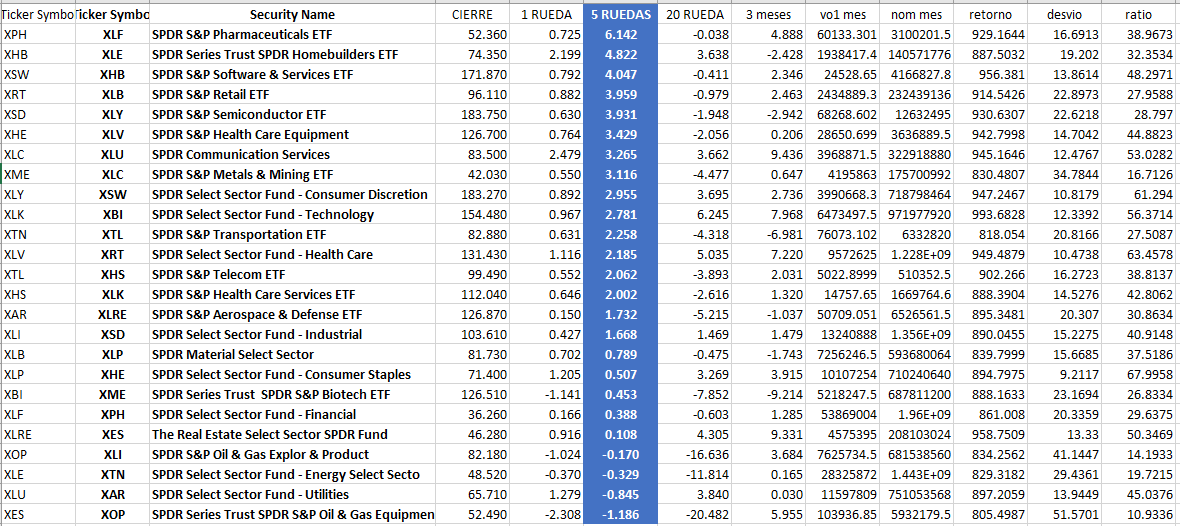 Ticker Symbo Ticker Symbo Security Name CIERRE 1 RUEDA 5 RUEDAS 20 RUEDA 3 meses vo1 mes nom mes retorno desvio ratio
XPH XLF SPDR S&P Pharmaceuticals ETF 52.360 0.725 6.142 -0.038 4.888 60133.301 3100201.5 929.1644 16.6913 38.9673
XHB XLE SPDR Series Trust SPDR Homebuilders ETF 74.350 2.199 4.822 3.638 -2.428 1938417.4 140571776 887.5032 19.202 32.3534
XSW XHB SPDR S&P Software & Services ETF 171.870 0.792 4.047 -0.411 2.346 24528.65 4166827.8 956.381 13.8614 48.2971
XRT XLB SPDR S&P Retail ETF 96.110 0.882 3.959 -0.979 2.463 2434889.3 232439136 914.5426 22.8973 27.9588
XSD XLY SPDR S&P Semiconductor ETF 183.750 0.630 3.931 -1.948 -2.942 68268.602 12632495 930.6307 22.6218 28.797
XHE XLV SPDR S&P Health Care Equipment 126.700 0.764 3.429 -2.056 0.206 28650.699 3636889.5 942.7998 14.7042 44.8823
XLC XLU SPDR Communication Services 83.500 2.479 3.265 3.662 9.436 3968871.5 322918880 945.1646 12.4767 53.0282
XME XLC SPDR S&P Metals & Mining ETF 42.030 0.550 3.116 -4.477 0.647 4195863 175700992 830.4807 34.7844 16.7126
XLY XSW SPDR Select Sector Fund - Consumer Discretion 183.270 0.892 2.955 3.695 2.736 3990668.3 718798464 947.2467 10.8179 61.294
XLK XBI SPDR Select Sector Fund - Technology 154.480 0.967 2.781 6.245 7.968 6473497.5 971977920 993.6828 12.3392 56.3714
XTN XTL SPDR S&P Transportation ETF 82.880 0.631 2.258 -4.318 -6.981 76073.102 6332820 818.054 20.8166 27.5087
XLV XRT SPDR Select Sector Fund - Health Care 131.430 1.116 2.185 5.035 7.220 9572625 1.228E+09 949.4879 10.4738 63.4578
XTL XHS SPDR S&P Telecom ETF 99.490 0.552 2.062 -3.893 2.031 5022.8999 510352.5 902.266 16.2723 38.8137
XHS XLK SPDR S&P Health Care Services ETF 112.040 0.646 2.002 -2.616 1.320 14757.65 1669764.6 888.3904 14.5276 42.8062
XAR XLRE SPDR S&P Aerospace & Defense ETF 126.870 0.150 1.732 -5.215 -1.037 50709.051 6526561.5 895.3481 20.307 30.8634
XLI XSD SPDR Select Sector Fund - Industrial 103.610 0.427 1.668 1.469 1.479 13240888 1.356E+09 890.0455 15.2275 40.9148
XLB XLP SPDR Material Select Sector 81.730 0.702 0.789 -0.475 -1.743 7256246.5 593680064 839.7999 15.6685 37.5186
XLP XHE SPDR Select Sector Fund - Consumer Staples 71.400 1.205 0.507 3.269 3.915 10107254 710240640 894.7975 9.2117 67.9958
XBI XME SPDR Series Trust SPDR S&P Biotech ETF 126.510 -1.141 0.453 -7.852 -9.214 5218247.5 687811200 888.1633 23.1694 26.8334
XLF XPH SPDR Select Sector Fund - Financial 36.260 0.166 0.388 -0.603 1.285 53869004 1.96E+09 861.008 20.3359 29.6375
XLRE XES The Real Estate Select Sector SPDR Fund 46.280 0.916 0.108 4.305 9.331 4575395 208103024 958.7509 13.33 50.3469
XOP XLI SPDR S&P Oil & Gas Explor & Product 82.180 -1.024 -0.170 -16.636 3.684 7625734.5 681538560 834.2562 41.1447 14.1933
XLE XTN SPDR Select Sector Fund - Energy Select Secto 48.520 -0.370 -0.329 -11.814 0.165 28325872 1.443E+09 829.3182 29.4361 19.7215
XLU XAR SPDR Select Sector Fund - Utilities 65.710 1.279 -0.845 3.840 0.030 11597809 751053568 897.2059 13.9449 45.0376
XES XOP SPDR Series Trust SPDR S&P Oil & Gas Equipmen 52.490 -2.308 -1.186 -20.482 5.955 103936.85 5932179.5 805.4987 51.5701 10.9336